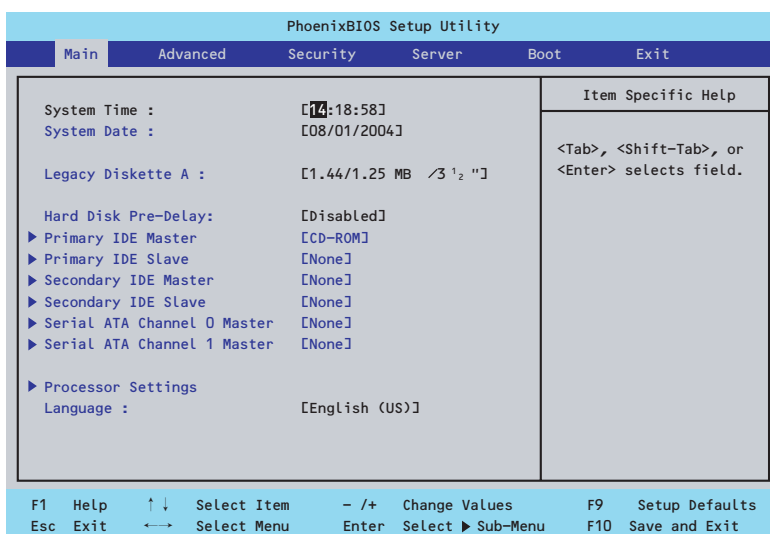 PhoenixBIOS Setup Utility
Main Advanced Security Server Boot Exit
Item Specific Help
System Time : [14:18:58]
System Date : [08/01/2004]
<Tab>, <Shift-Tab>, or
<Enter> selects field.
Legacy Diskette A : [1.44/1.25 MB /3 ¹₂ "]
Hard Disk Pre-Delay: [Disabled]
▶ Primary IDE Master [CD-ROM]
▶ Primary IDE Slave [None]
▶ Secondary IDE Master [None]
▶ Secondary IDE Slave [None]
▶ Serial ATA Channel 0 Master [None]
▶ Serial ATA Channel 1 Master [None]
▶ Processor Settings
Language : [English (US)]
F1 Help ↑↓ Select Item - /+ Change Values F9 Setup Defaults
Esc Exit ←→ Select Menu Enter Select ▶ Sub-Menu F10 Save and Exit